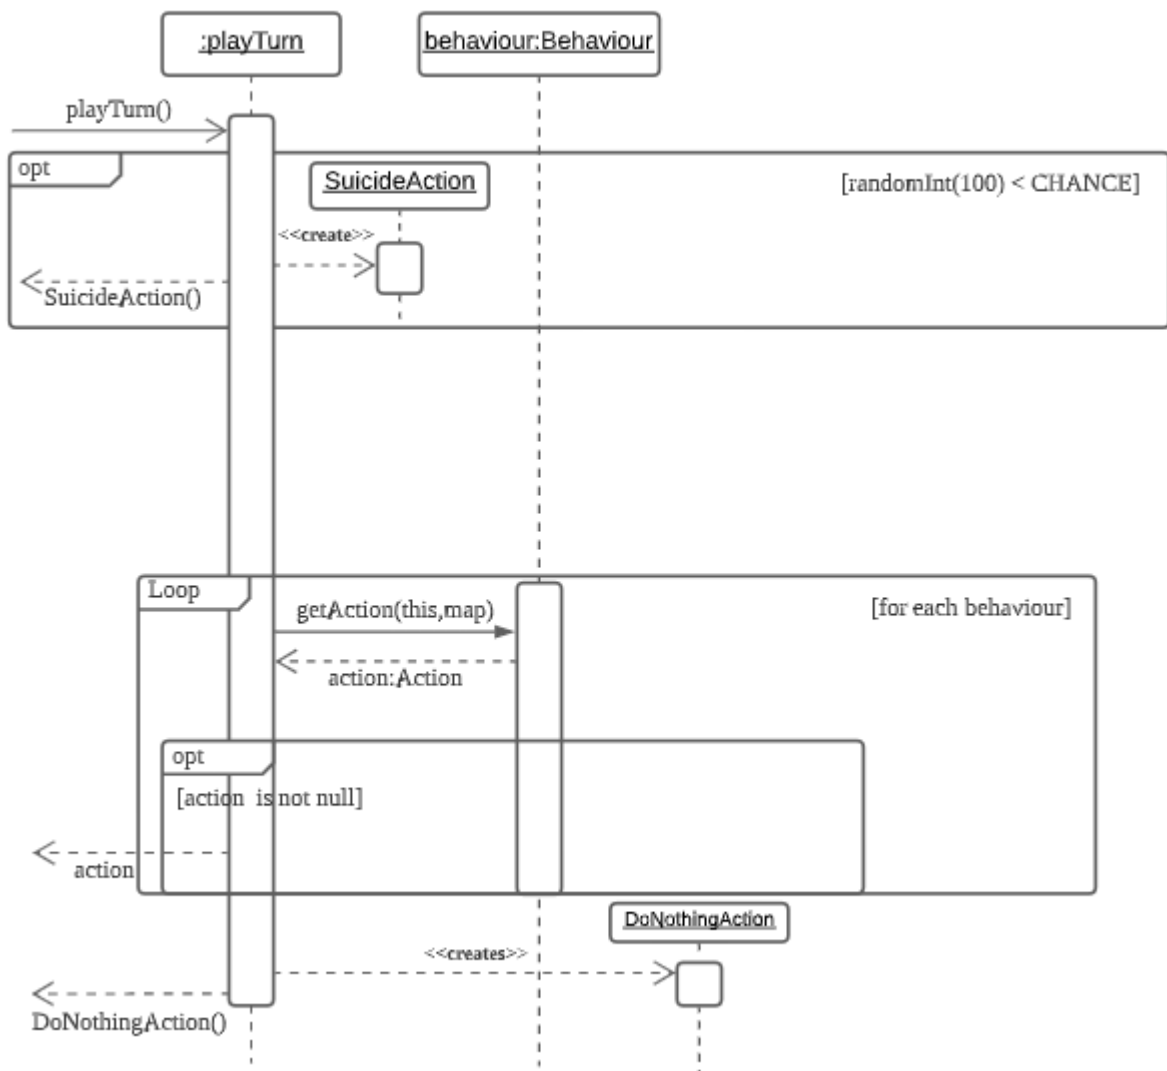 :playTurn
behaviour:Behaviour
playTurn()
opt
SuicideAction
[randomInt(100) < CHANCE]
<<create>>
SuicideAction()
Loop
getAction(this,map)
[for each behaviour]
action:Action
opt
[action is not null]
action
DoNothingAction
<<creates>>
DoNothingAction()